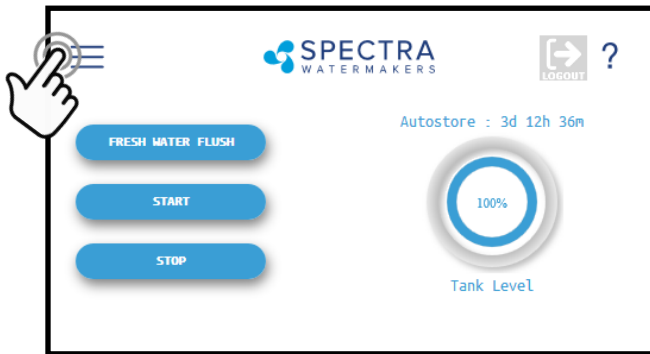 SPECTRA
WATERMAKERS
LOGOUT
?
Autostore : 3d 12h 36m
FRESH WATER FLUSH
START
100%
STOP
Tank Level